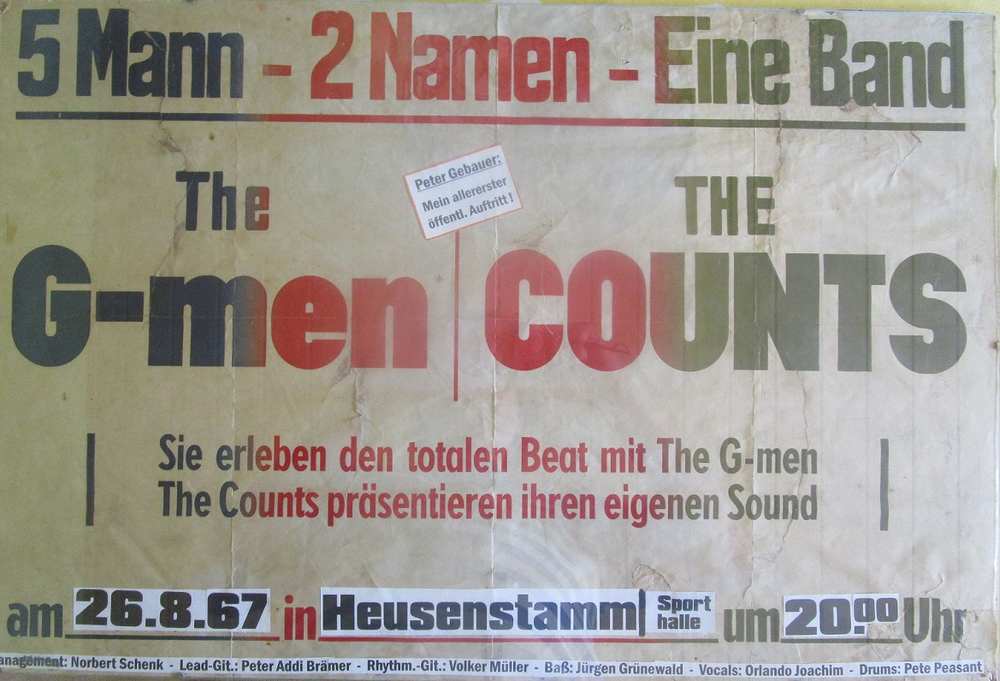 5 Mann - 2 Namen - Eine Band
Peter Gebauer:
Mein allererster
öffentl. Auftritt!
The
G-men
THE
COUNTS
Sie erleben den totalen Beat mit The G-men
The Counts präsentieren ihren eigenen Sound
am 26.8.67 in Heusenstamm Sporthalle um 20.00 Uhr
anagement: Norbert Schenk - Lead-Git.: Peter Addi Brämer - Rhythm.-Git.: Volker Müller - Baß: Jürgen Grünewald - Vocals: Orlando Joachim - Drums: Pete Peasant